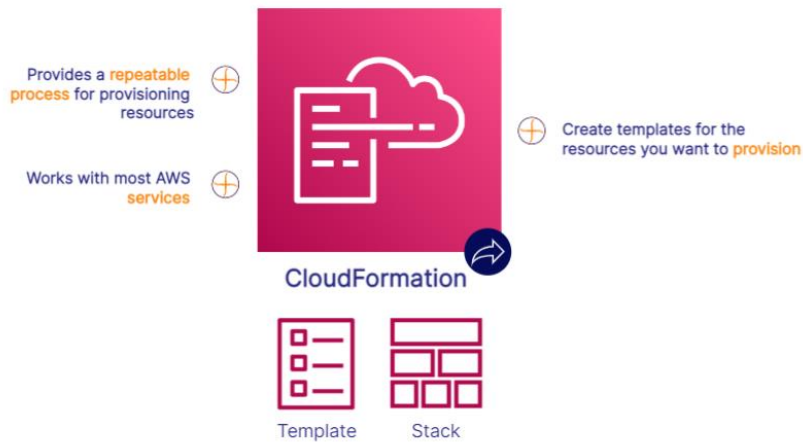 Provides a repeatable
process for provisioning
resources
Works with most AWS
services
Create templates for the
resources you want to provision
CloudFormation
Template
Stack